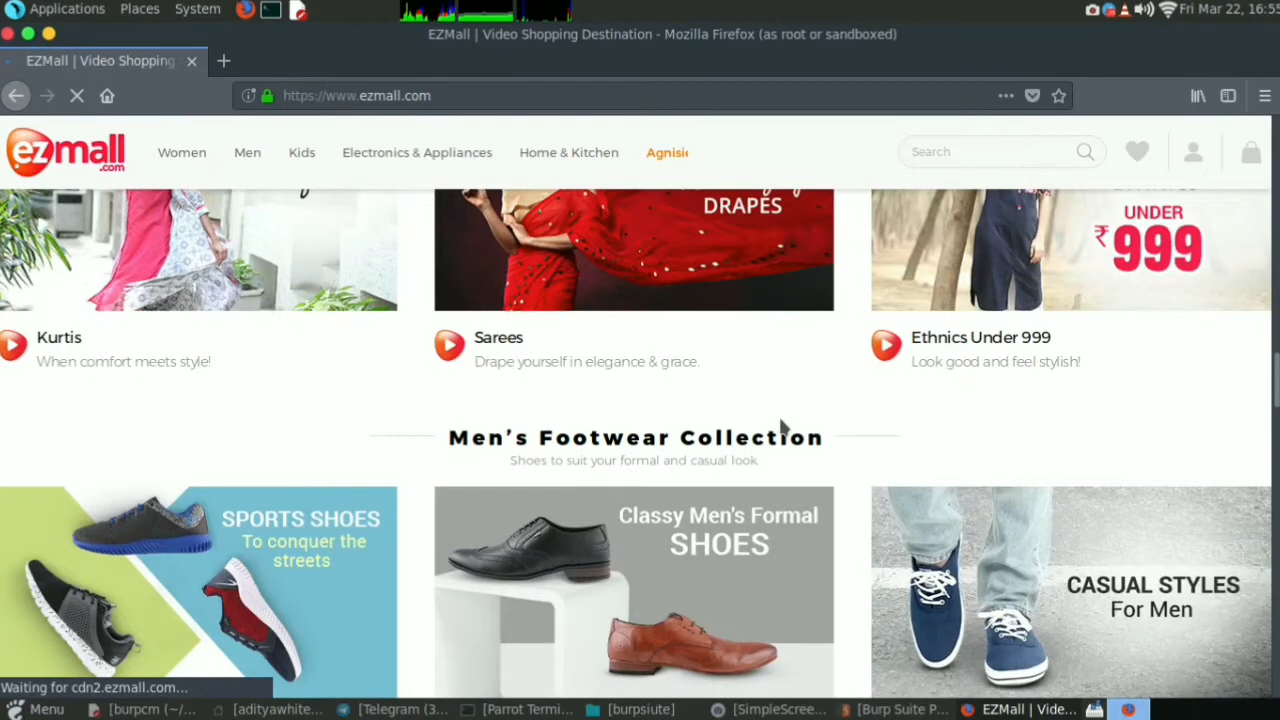 Applications Places System Fri Mar 22, 16:55
EZMall | Video Shopping Destination - Mozilla Firefox (as root or sandboxed)
EZMall | Video Shopping
https://www.ezmall.com
ezmall.com Women Men Kids Electronics & Appliances Home & Kitchen Agnisi Search
DRAPES
UNDER
₹999
Kurtis Sarees Ethnics Under 999
When comfort meets style! Drape yourself in elegance & grace. Look good and feel stylish!
Men's Footwear Collection
Shoes to suit your formal and casual look
SPORTS SHOES
To conquer the
streets
Classy Men's Formal
SHOES
CASUAL STYLES
For Men
Waiting for cdn2.ezmall.com...
Menu [burpcm (~/... [adityawhite... [Telegram (3... [Parrot Termi... [burpsiute] [SimpleScree... [Burp Suite P... EZMall | Vide...